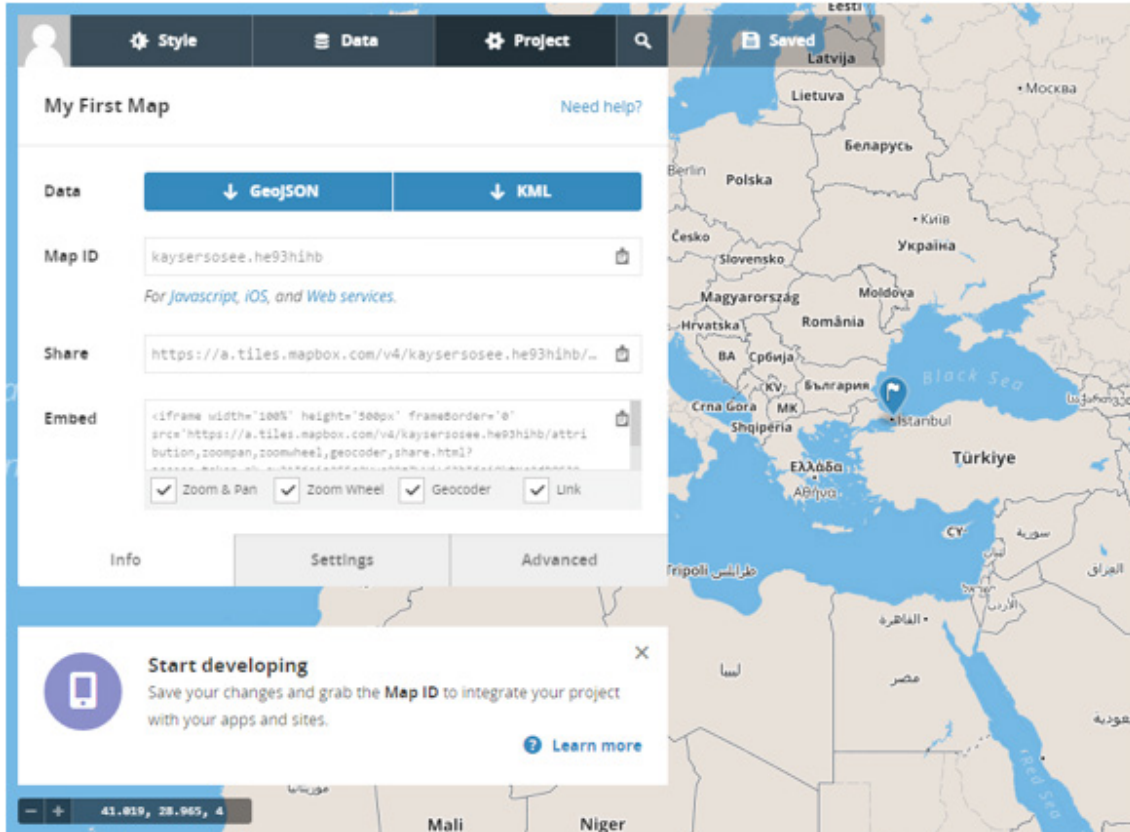 Style
Data
Project
Saved
My First Map
Need help?
Data
GeoJSON
KML
Map ID
kaysersosee.he93hihb
For Javascript, iOS, and Web services.
Share
https://a.tiles.mapbox.com/v4/kaysersosee.he93hihb/…
Embed
<iframe width='100%' height='500px' frameBorder='0'
src='https://a.tiles.mapbox.com/v4/kaysersosee.he93hihb/attri
bution,zoompan,zoomwheel,geocoder,share.html?
Zoom & Pan
Zoom Wheel
Geocoder
Link
Info
Settings
Advanced
Start developing
Save your changes and grab the Map ID to integrate your project
with your apps and sites.
Learn more
41.019, 28.965, 4
Eesti
Latvija
Lietuva
Москва
Беларусь
Berlin
Polska
Київ
Česko
Україна
Slovensko
Magyarország
Moldova
Hrvatska
România
BA
Србија
Black Sea
KV
България
Crna Gora
MK
Shqipëria
İstanbul
Türkiye
Ελλάδα
Αθήνα
CY
سورية
لبنان
العراق
Tripoli طرابلس
ישראל
الأردن
القاهرة
ليبيا
مصر
Red Sea
موريتانيا
Mali
Niger